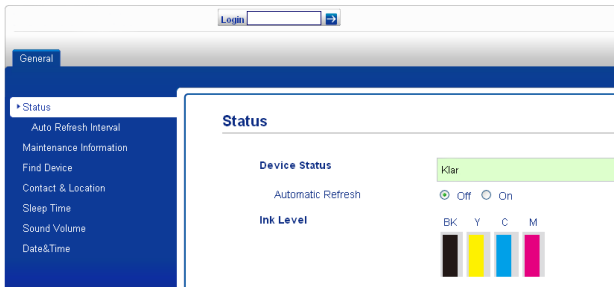 Login
General
Status
Auto Refresh Interval
Maintenance Information
Find Device
Contact & Location
Sleep Time
Sound Volume
Date&Time
Status
Device Status Klar
Automatic Refresh Off On
Ink Level BK Y C M